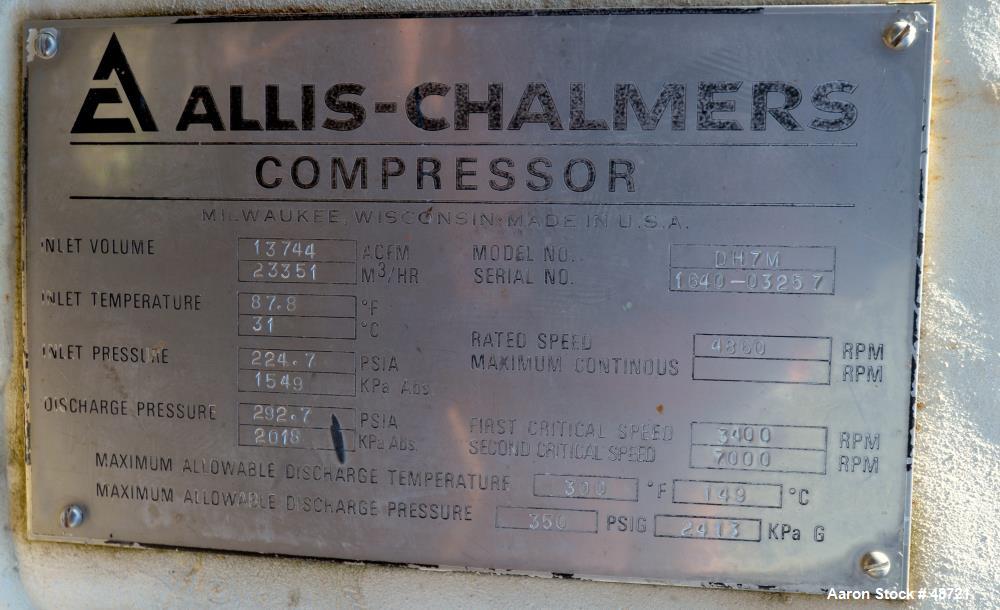 ALLIS-CHALMERS
COMPRESSOR
MILWAUKEE, WISCONSIN MADE IN U.S.A.
INLET VOLUME 13744 ACFM
23351 M3/HR
INLET TEMPERATURE 87.8 °F
31 °C
INLET PRESSURE 224.7 PSIA
1549 KPa Abs
DISCHARGE PRESSURE 292.7 PSIA
2018 KPa Abs.
MODEL NO. DH7M
SERIAL NO. 1640-03257
RATED SPEED 4860 RPM
MAXIMUM CONTINOUS RPM
FIRST CRITICAL SPEED 3400 RPM
SECOND CRITICAL SPEED 7000 RPM
MAXIMUM ALLOWABLE DISCHARGE TEMPERATURE 300 °F 149 °C
MAXIMUM ALLOWABLE DISCHARGE PRESSURE 350 PSIG 2413 KPa G
Aaron Stock # 48721